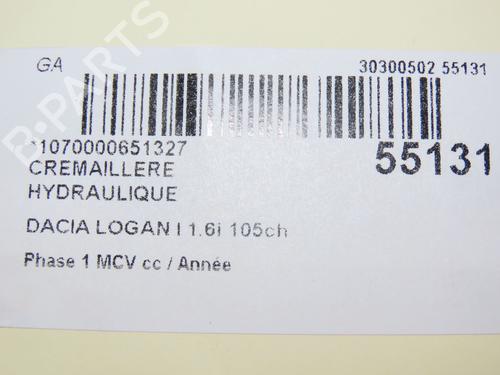 GA
30300502 55131
*1070000651327
55131
CREMAILLERE
HYDRAULIQUE
DACIA LOGAN I 1.6i 105ch
Phase 1 MCV cc / Année
B-PARTS